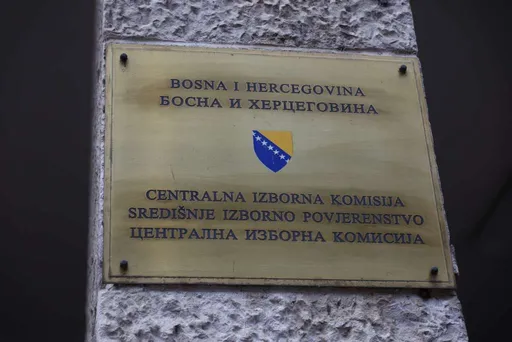 BOSNA I HERCEGOVINA
БОСНА И ХЕРЦЕГОВИНА
CENTRALNA IZBORNA KOMISIJA
SREDIŠNJE IZBORNO POVJERENSTVO
ЦЕНТРАЛНА ИЗБОРНА КОМИСИЈА